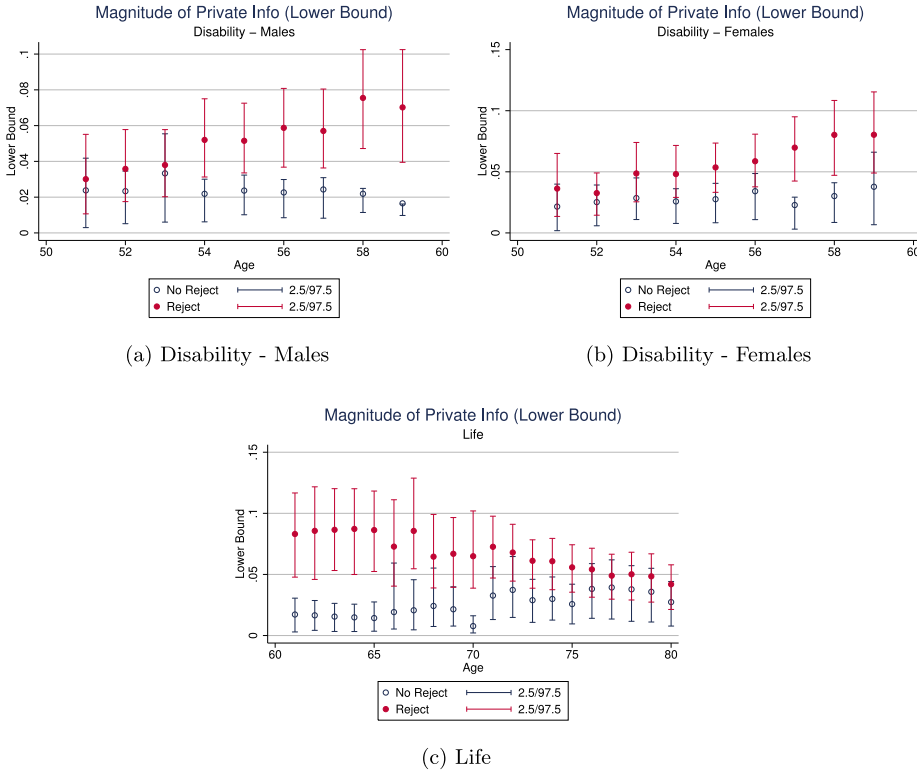 Magnitude of Private Info (Lower Bound)
Disability – Males
Lower Bound
.1
.08
.06
.04
.02
0
50
52
54
56
58
60
Age
No Reject
2.5/97.5
Reject
2.5/97.5
(a) Disability - Males
Magnitude of Private Info (Lower Bound)
Disability – Females
Lower Bound
.15
.1
.05
0
50
52
54
56
58
60
Age
No Reject
2.5/97.5
Reject
2.5/97.5
(b) Disability - Females
Magnitude of Private Info (Lower Bound)
Life
Lower Bound
.15
.1
.05
0
60
65
70
75
80
Age
No Reject
2.5/97.5
Reject
2.5/97.5
(c) Life